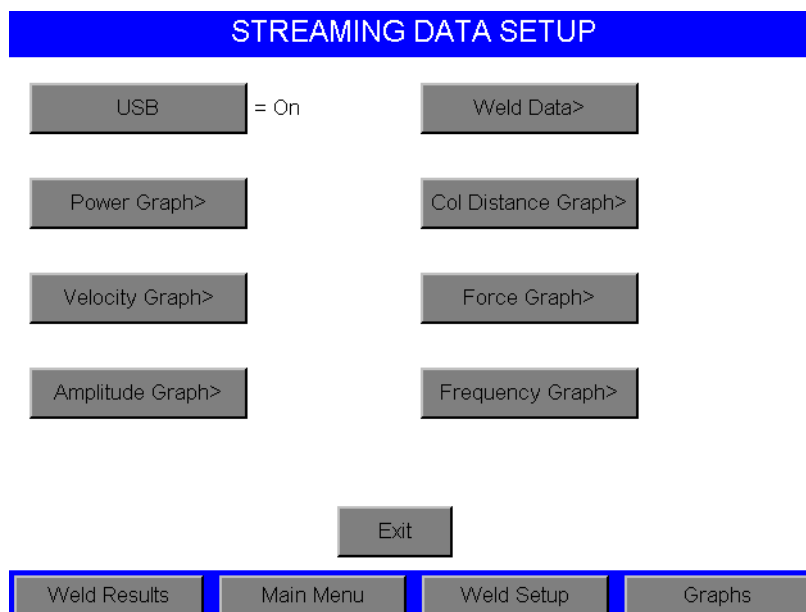 STREAMING DATA SETUP
USB = On Weld Data>
Power Graph> Col Distance Graph>
Velocity Graph> Force Graph>
Amplitude Graph> Frequency Graph>
Exit
Weld Results Main Menu Weld Setup Graphs